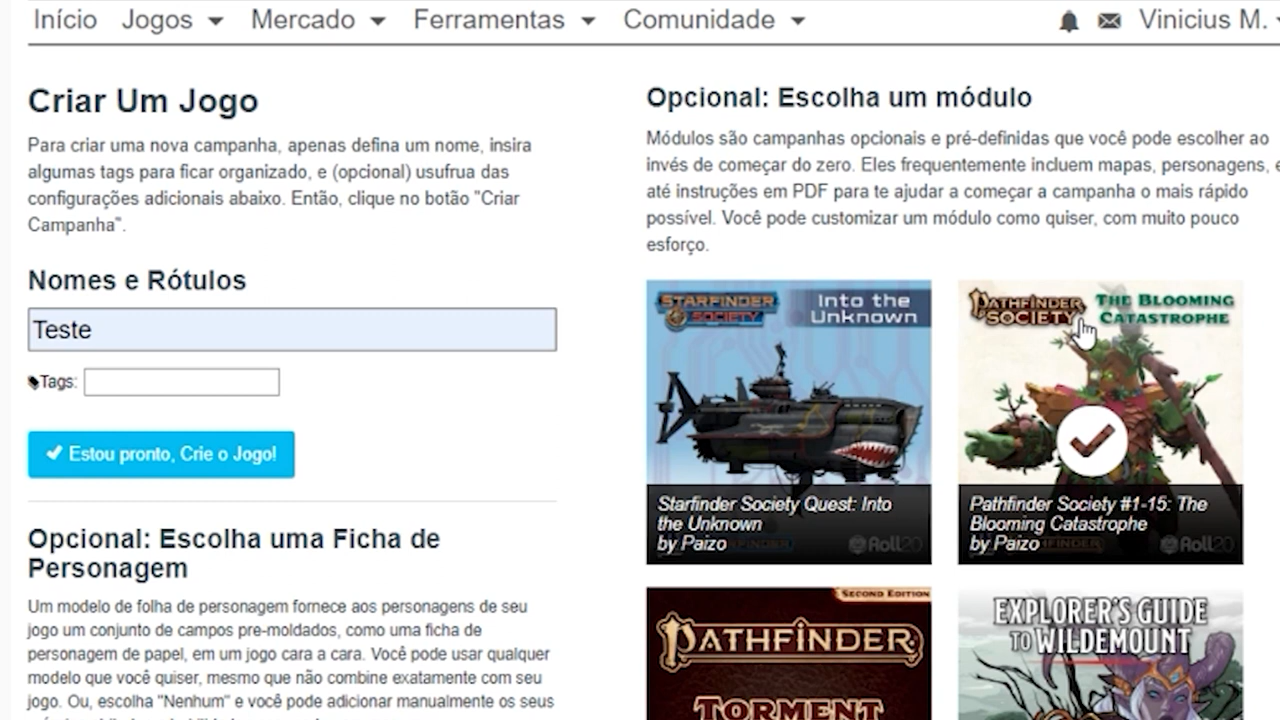 Início Jogos Mercado Ferramentas Comunidade Vinicius M.
Criar Um Jogo
Para criar uma nova campanha, apenas defina um nome, insira
algumas tags para ficar organizado, e (opcional) usufrua das
configurações adicionais abaixo. Então, clique no botão "Criar
Campanha".
Nomes e Rótulos
Teste
Tags:
Estou pronto, Crie o Jogo!
Opcional: Escolha uma Ficha de
Personagem
Um modelo de folha de personagem fornece aos personagens de seu
jogo um conjunto de campos pre-moldados, como uma ficha de
personagem de papel, em um jogo cara a cara. Você pode usar qualquer
modelo que você quiser, mesmo que não combine exatamente com seu
jogo. Ou, escolha "Nenhum" e você pode adicionar manualmente os seus
Opcional: Escolha um módulo
Módulos são campanhas opcionais e pré-definidas que você pode escolher ao
invés de começar do zero. Eles frequentemente incluem mapas, personagens, e
até instruções em PDF para te ajudar a começar a campanha o mais rápido
possível. Você pode customizar um módulo como quiser, com muito pouco
esforço.
STARFINDER
SOCIETY
Into the
Unknown
Starfinder Society Quest: Into
the Unknown
by Paizo
Roll20
PATHFINDER
SOCIETY
THE BLOOMING
CATASTROPHE
Pathfinder Society #1-15: The
Blooming Catastrophe
by Paizo
Roll20
SECOND EDITION
PATHFINDER
TORMENT
EXPLORER'S GUIDE
TO WILDEMOUNT